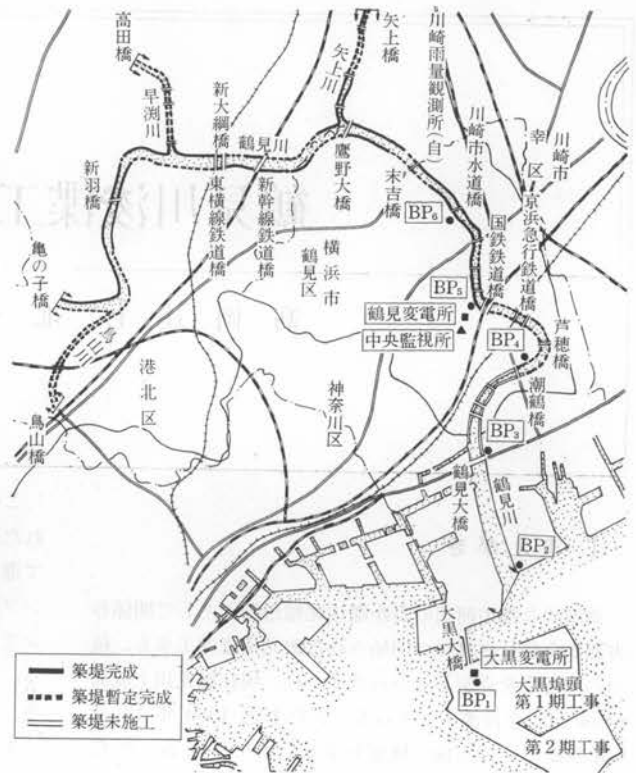 高田橋
早渕川
新羽橋
亀の子橋
鳥山橋
港北区
新大綱橋
東横線鉄道橋
鶴見川
新幹線鉄道橋
横浜市
鶴見区
神奈川区
矢上橋
矢上川
鷹野大橋
末吉橋
川崎雨量観測所(自)
川崎市水道橋
国鉄鉄道橋
京浜急行鉄道橋
幸区
川崎市
BP6
BP5
鶴見変電所
中央監視所
BP4
芦穂橋
潮鶴橋
BP3
鶴見大橋
鶴見川
BP2
大黒大橋
大黒変電所
BP1
大黒埠頭
第1期工事
第2期工事
築堤完成
築堤暫定完成
築堤未施工